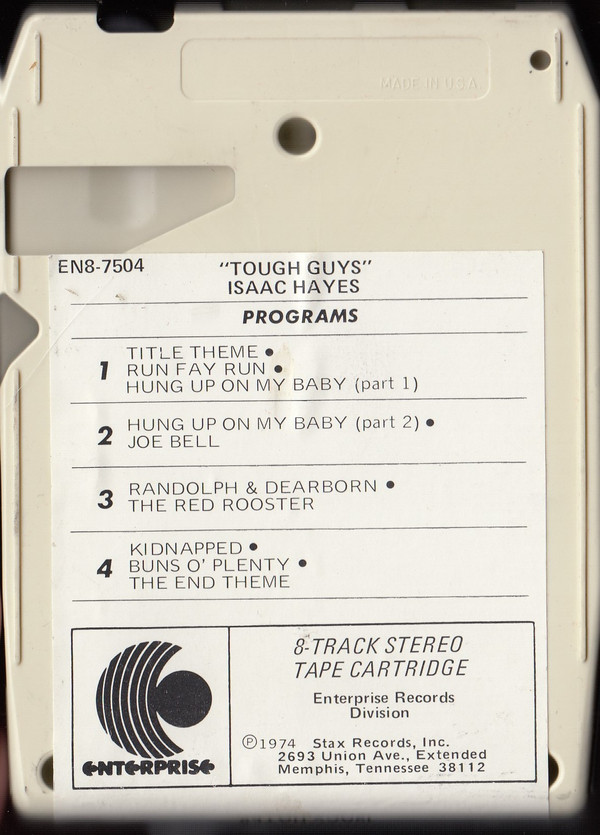 MADE IN U.S.A.
EN8-7504
"TOUGH GUYS"
ISAAC HAYES
PROGRAMS
1
TITLE THEME •
RUN FAY RUN •
HUNG UP ON MY BABY (part 1)
2
HUNG UP ON MY BABY (part 2) •
JOE BELL
3
RANDOLPH & DEARBORN •
THE RED ROOSTER
4
KIDNAPPED •
BUNS O' PLENTY •
THE END THEME
ENTERPRISE
8-TRACK STEREO
TAPE CARTRIDGE
Enterprise Records
Division
Ⓟ1974 Stax Records, Inc.
2693 Union Ave., Extended
Memphis, Tennessee 38112